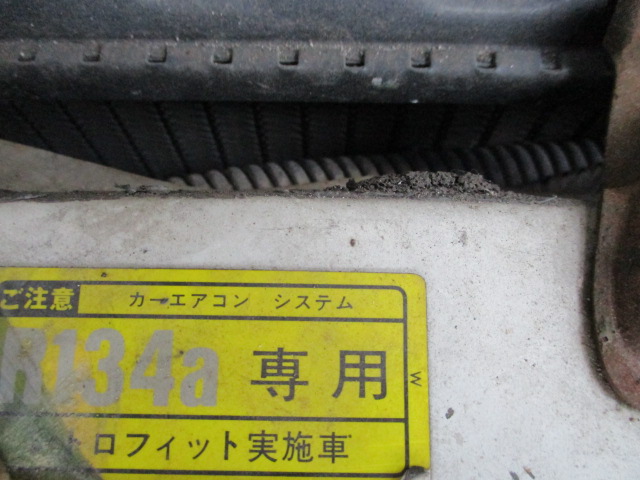 ご注意 カーエアコン システム
R134a 専用
トロフィット実施車
W